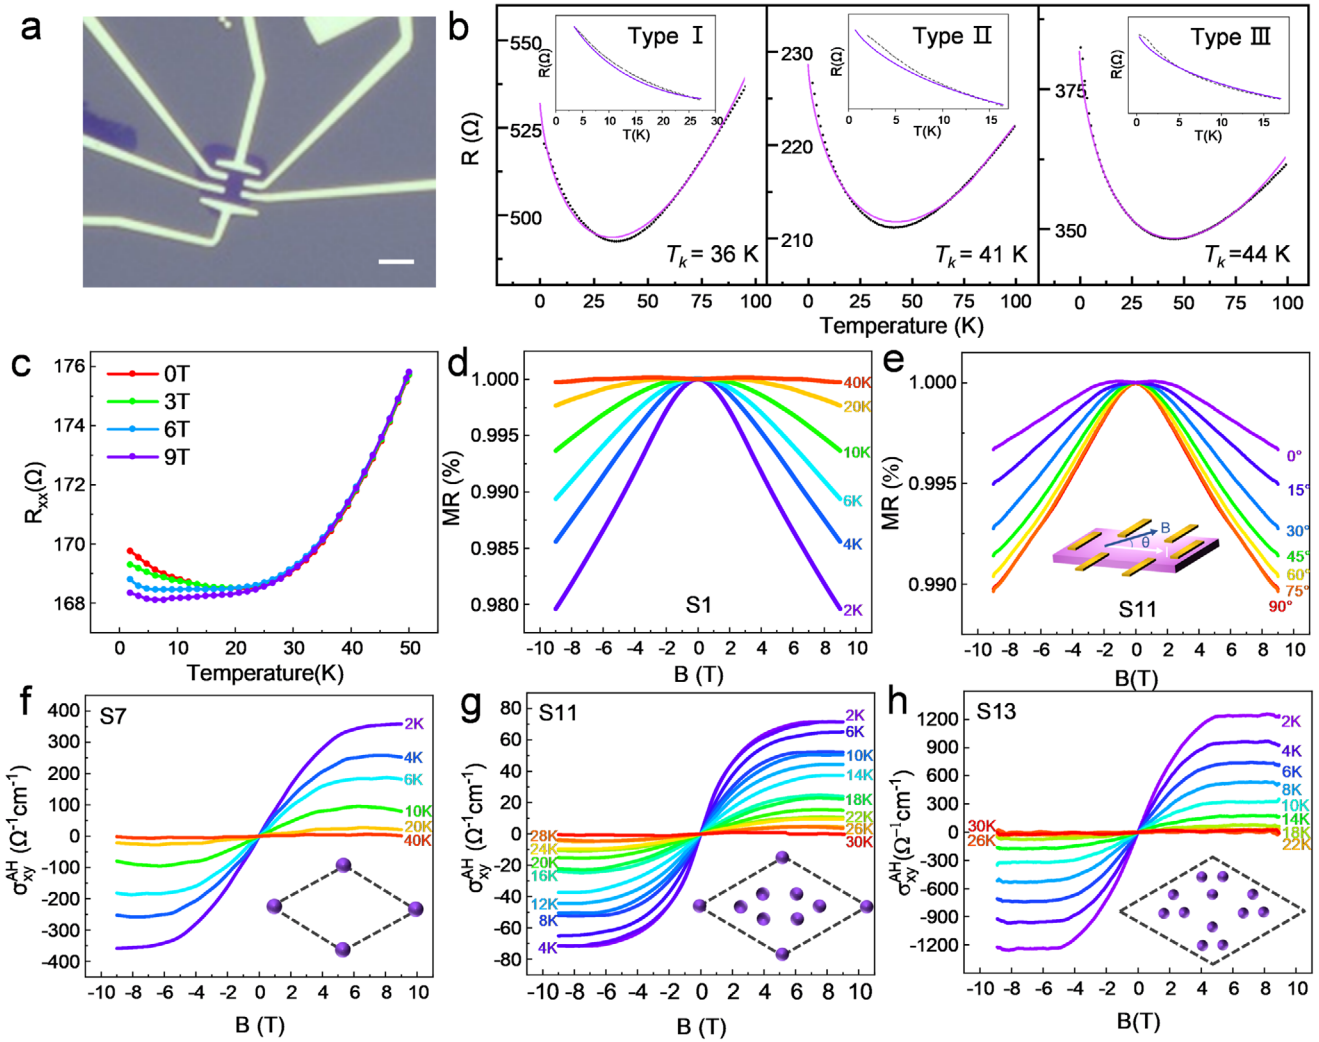 a
b
Type Ⅰ
R(Ω)
T(K)
0 5 10 15 20 25 30
550
525
500
R (Ω)
T_k = 36 K
0 25 50 75 100
Type Ⅱ
R(Ω)
T(K)
0 5 10 15
230
220
210
T_k = 41 K
0 25 50 75 100
Type Ⅲ
R(Ω)
T(K)
0 5 10 15
375
350
T_k=44 K
0 25 50 75 100
Temperature (K)
c
0T
3T
6T
9T
176
174
172
170
168
R_xx(Ω)
0 10 20 30 40 50
Temperature(K)
d
1.000
0.995
0.990
0.985
0.980
MR (%)
40K
20K
10K
6K
4K
2K
S1
-10 -8 -6 -4 -2 0 2 4 6 8 10
B (T)
e
1.000
0.995
0.990
MR (%)
0°
15°
30°
45°
60°
75°
90°
B
θ
I
S11
-10 -8 -6 -4 -2 0 2 4 6 8 10
B(T)
f
S7
400
300
200
100
0
-100
-200
-300
-400
σ_xy^AH (Ω⁻¹cm⁻¹)
2K
4K
6K
10K
20K
40K
-10 -8 -6 -4 -2 0 2 4 6 8 10
B (T)
g
S11
80
60
40
20
0
-20
-40
-60
-80
σ_xy^AH (Ω⁻¹cm⁻¹)
2K
6K
10K
14K
18K
22K
26K
30K
28K
24K
20K
16K
12K
8K
4K
-10 -8 -6 -4 -2 0 2 4 6 8 10
B (T)
h
S13
1200
900
600
300
0
-300
-600
-900
-1200
σ_xy^AH(Ω⁻¹cm⁻¹)
2K
4K
6K
8K
10K
14K
18K
22K
30K
26K
-10 -8 -6 -4 -2 0 2 4 6 8 10
B(T)